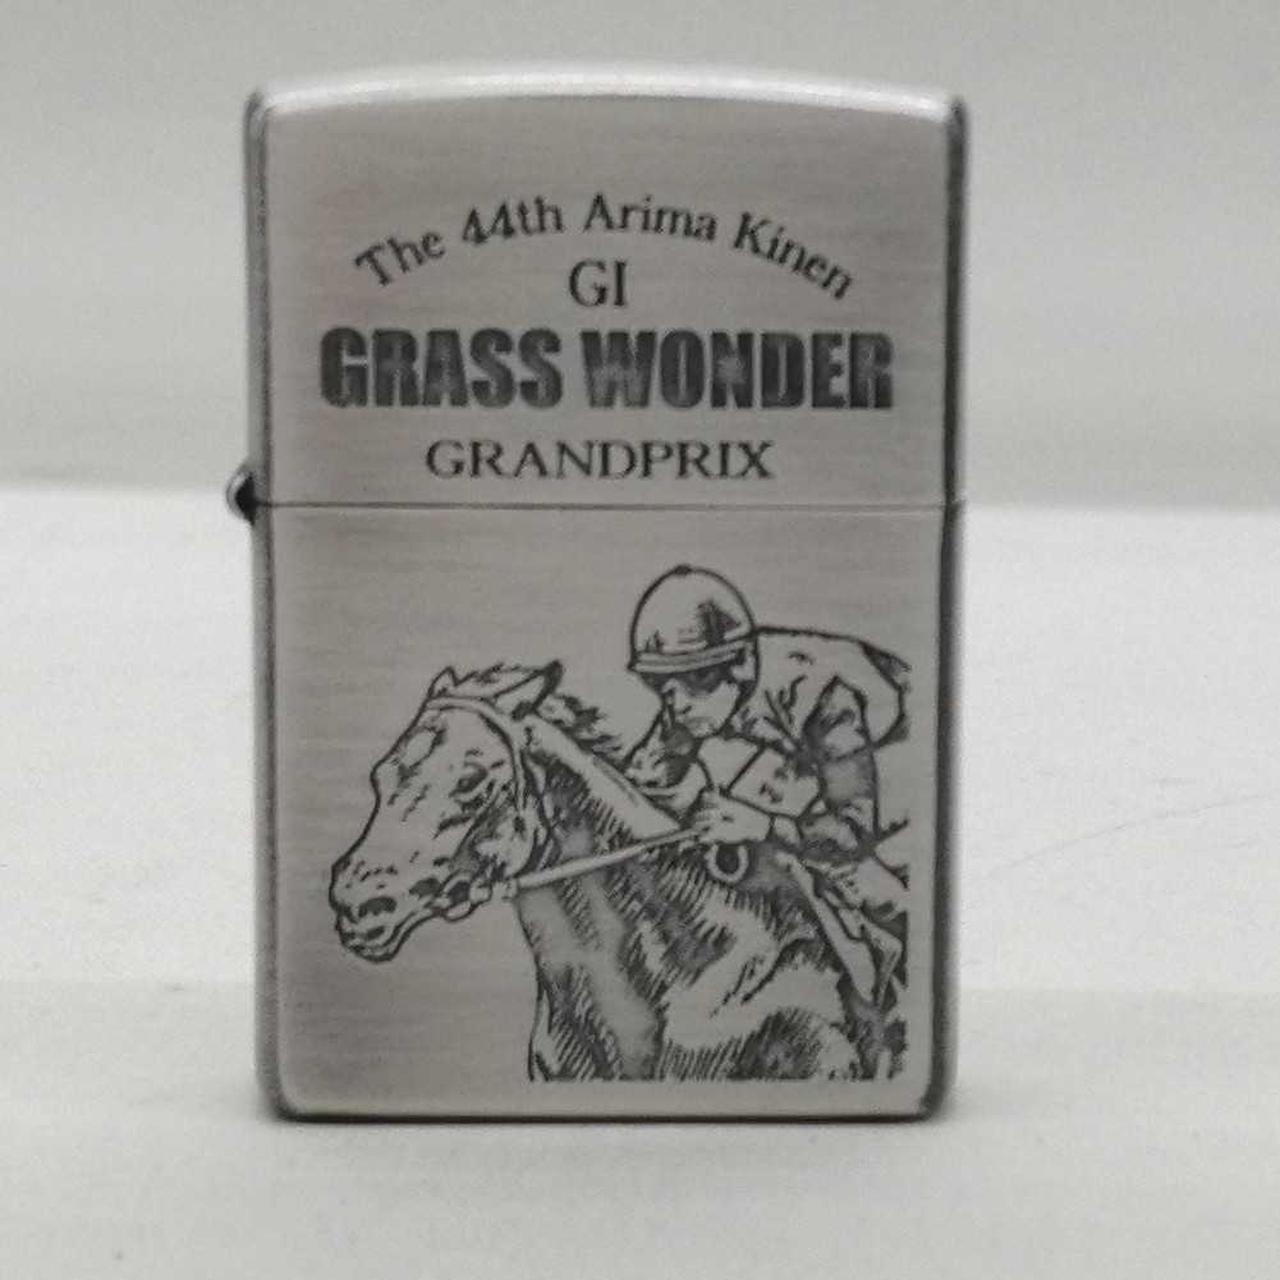 The 44th Arima Kinen
GI
GRASS WONDER
GRANDPRIX